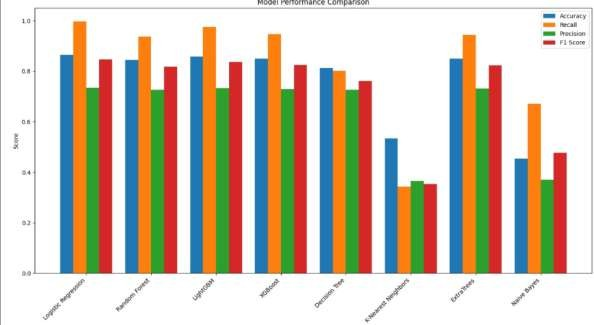 Model Performance Comparison
Accuracy
Recall
Precision
F1 Score
Score
1.0
0.8
0.6
0.4
0.2
0.0
Logistic Regression
Random Forest
LightGBM
XGBoost
Decision Tree
K-Nearest Neighbors
ExtraTrees
Naive Bayes